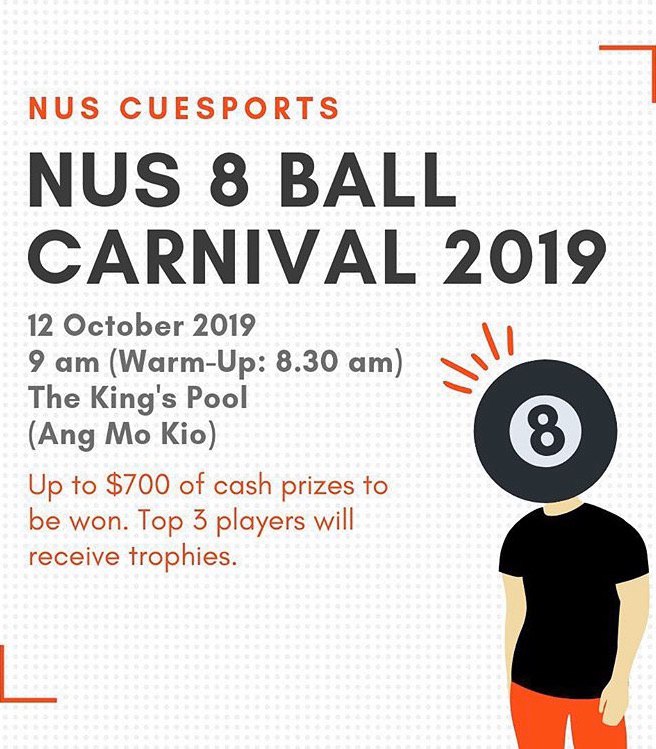 NUS CUESPORTS
NUS 8 BALL
CARNIVAL 2019
12 October 2019
9 am (Warm-Up: 8.30 am)
The King's Pool
(Ang Mo Kio)
Up to $700 of cash prizes to
be won. Top 3 players will
receive trophies.
8